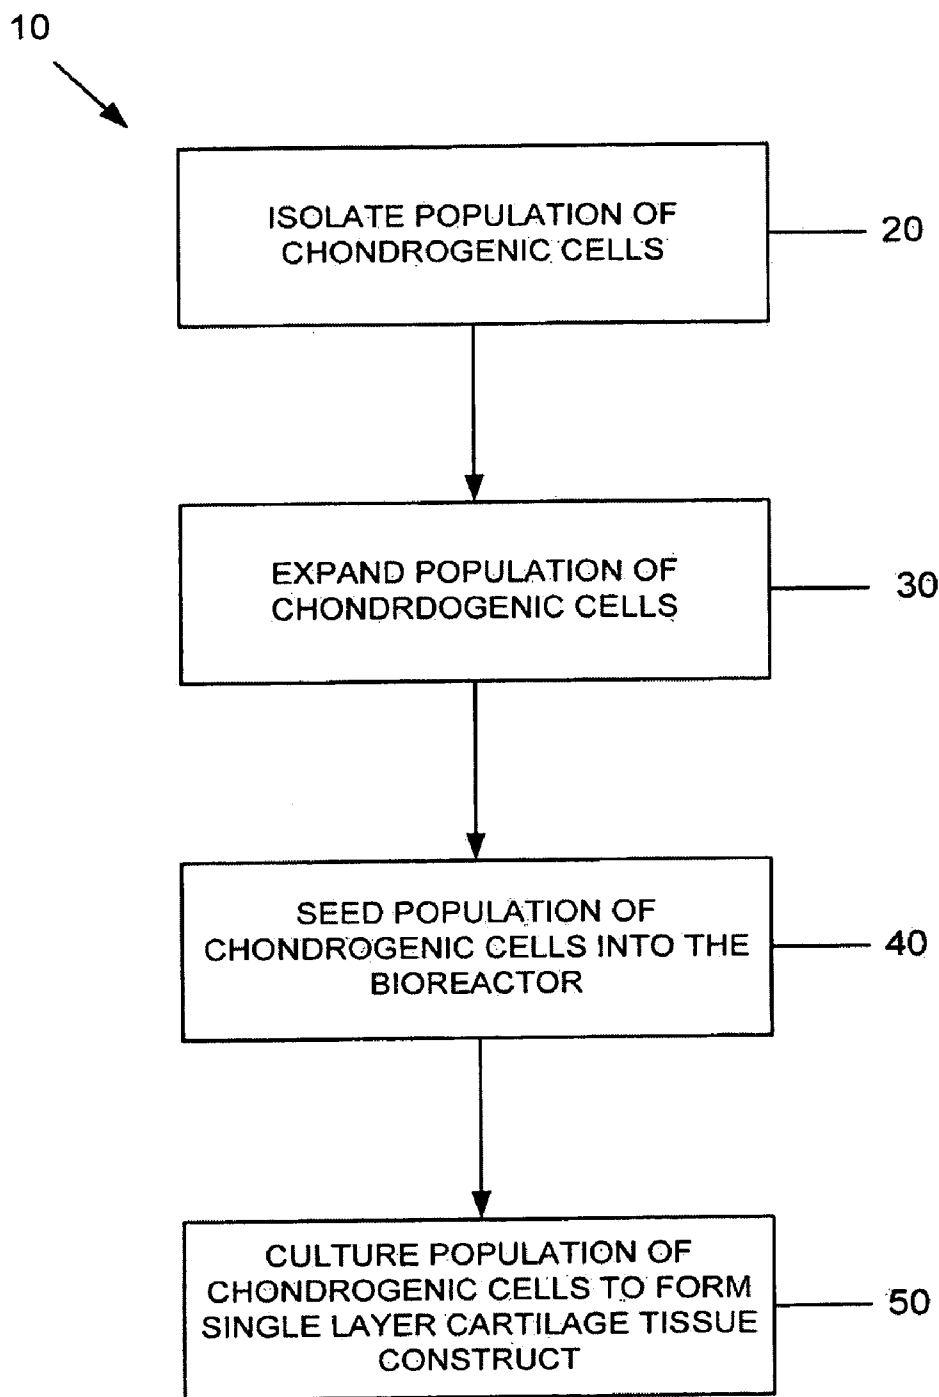 10
ISOLATE POPULATION OF
CHONDROGENIC CELLS
20
EXPAND POPULATION OF
CHONDRDOGENIC CELLS
30
SEED POPULATION OF
CHONDROGENIC CELLS INTO THE
BIOREACTOR
40
CULTURE POPULATION OF
CHONDROGENIC CELLS TO FORM
SINGLE LAYER CARTILAGE TISSUE
CONSTRUCT
50